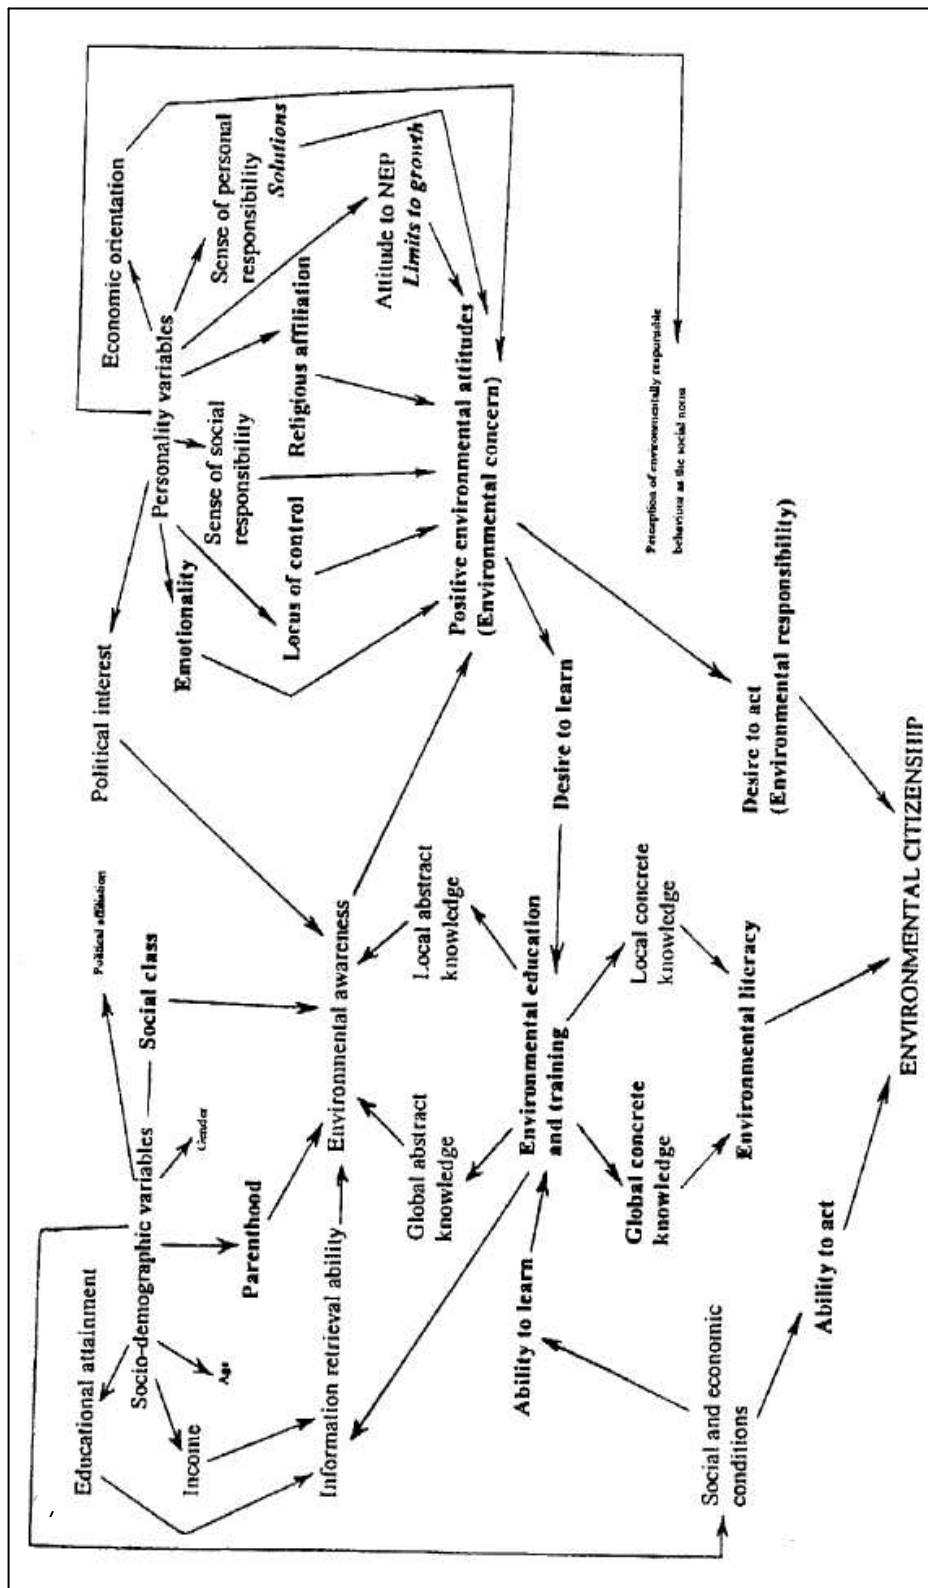 Educational attainment
Socio-demographic variables
Income
Age
Gender
Political affiliation
Social class
Parenthood
Information retrieval ability
Environmental awareness
Political interest
Economic orientation
Personality variables
Emotionality
Sense of social
responsibility
Sense of personal
responsibility
Solutions
Locus of control
Religious affiliation
Attitude to NEP
Limits to growth
Positive environmental attitudes
(Environmental concern)
Global abstract
knowledge
Local abstract
knowledge
Ability to learn
Environmental education
and training
Desire to learn
Global concrete
knowledge
Local concrete
knowledge
Perception of environmentally responsible
behaviour as the social norm
Social and economic
conditions
Environmental literacy
Desire to act
(Environmental responsibility)
Ability to act
ENVIRONMENTAL CITIZENSHIP